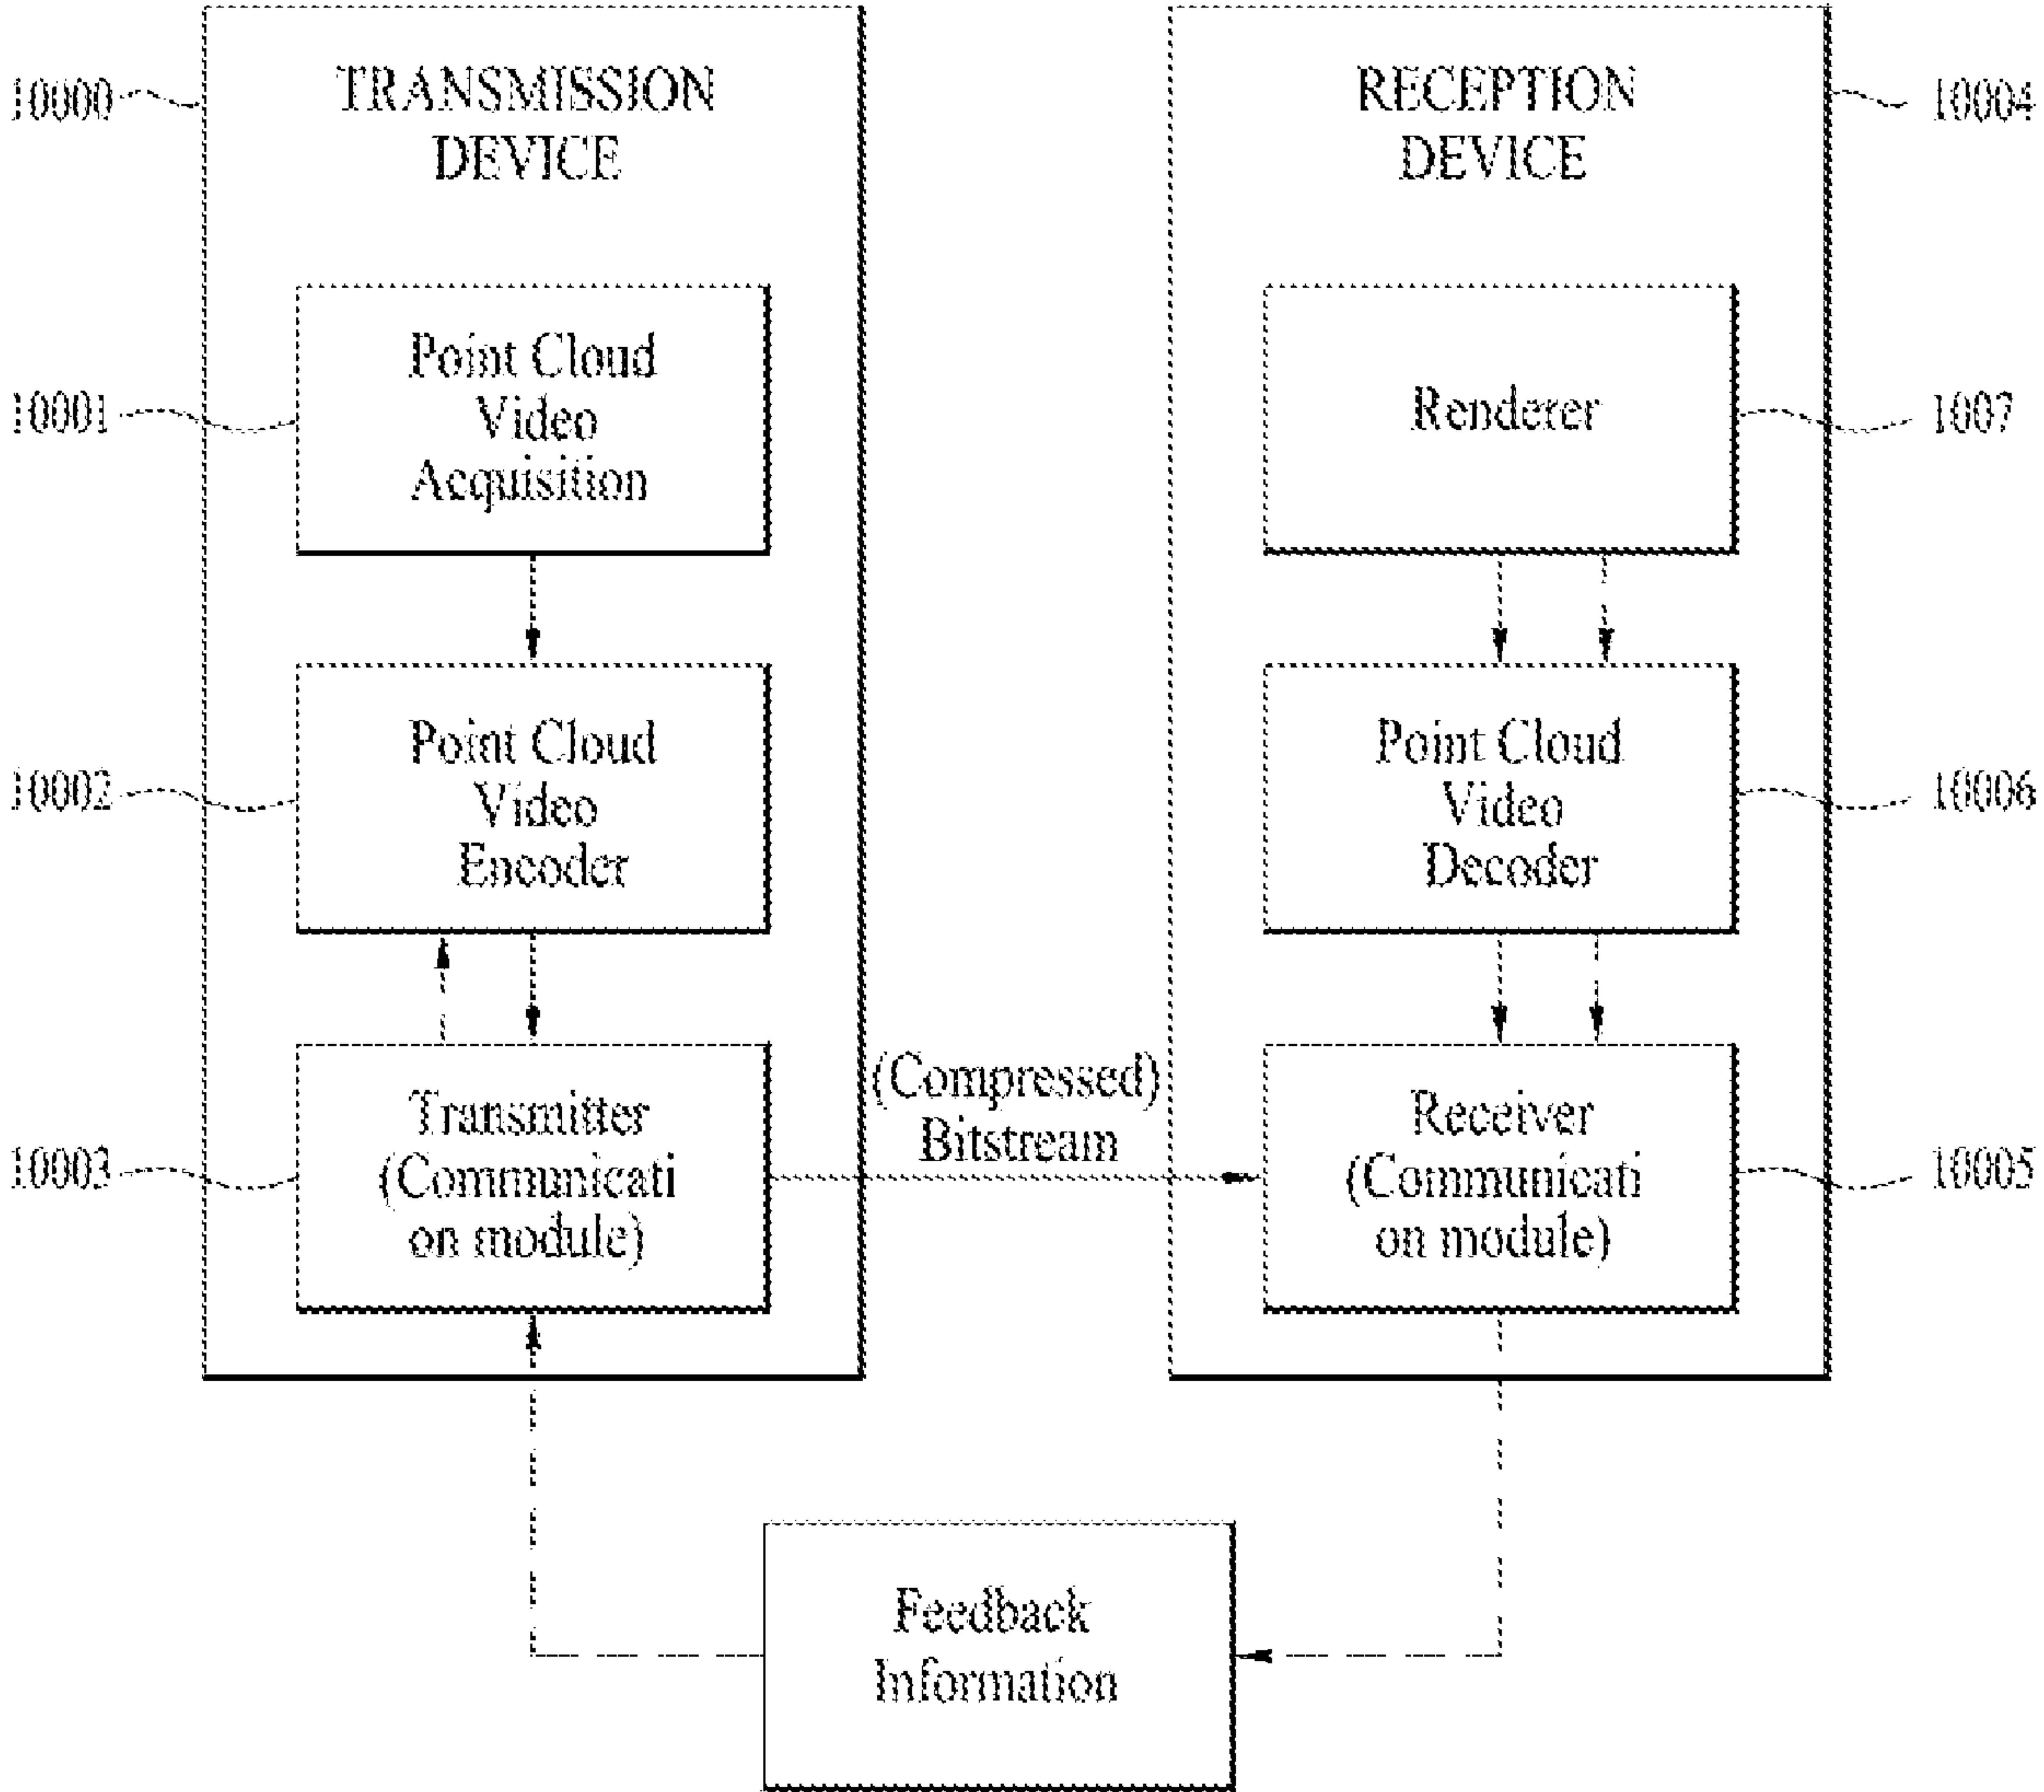 TRANSMISSION
DEVICE
10000
Point Cloud
Video
Acquisition
10001
Point Cloud
Video
Encoder
10002
Transmitter
(Communicati
on module)
10003
(Compressed)
Bitstream
RECEPTION
DEVICE
10004
Renderer
1007
Point Cloud
Video
Decoder
10006
Receiver
(Communicati
on module)
10005
Feedback
Information